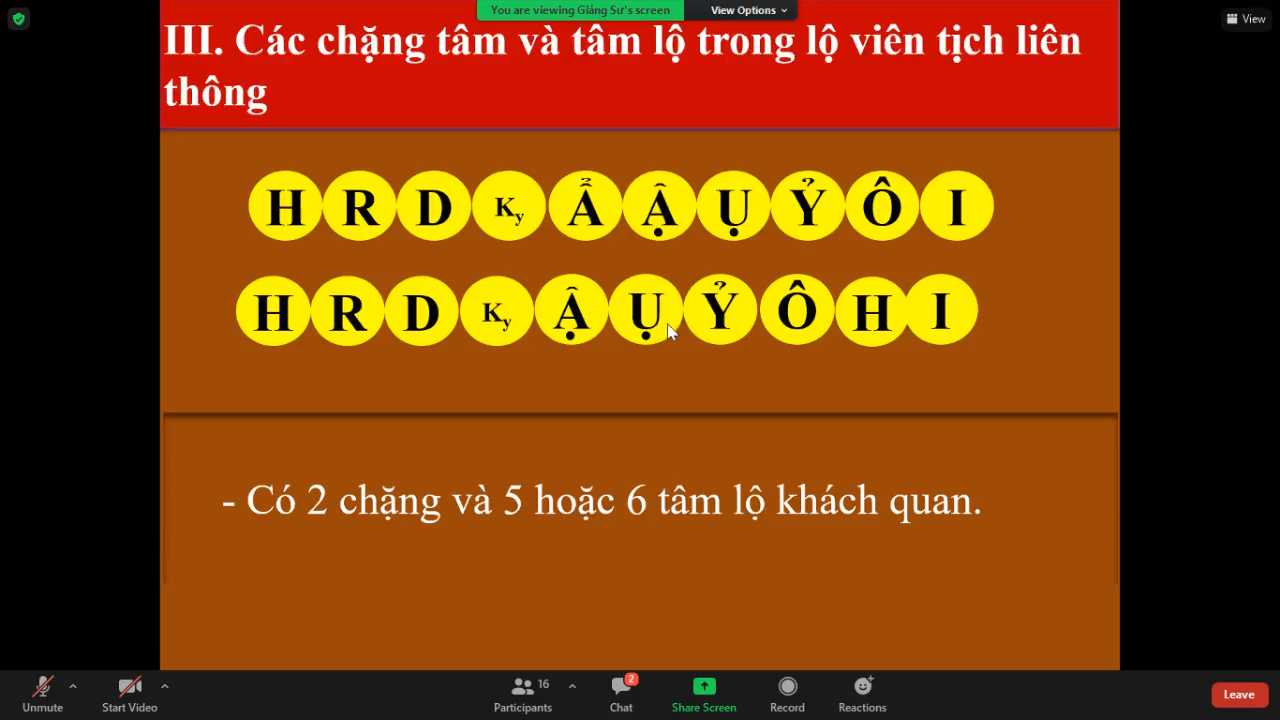 You are viewing Giảng Sư's screen
View Options
View
III. Các chặng tâm và tâm lộ trong lộ viên tịch liên
thông
H R D Ky Ẩ Ậ Ụ Ỷ Ô I
H R D Ky Ậ Ụ Ỷ Ô H I
- Có 2 chặng và 5 hoặc 6 tâm lộ khách quan.
16
2
Unmute
Start Video
Participants
Chat
Share Screen
Record
Reactions
Leave